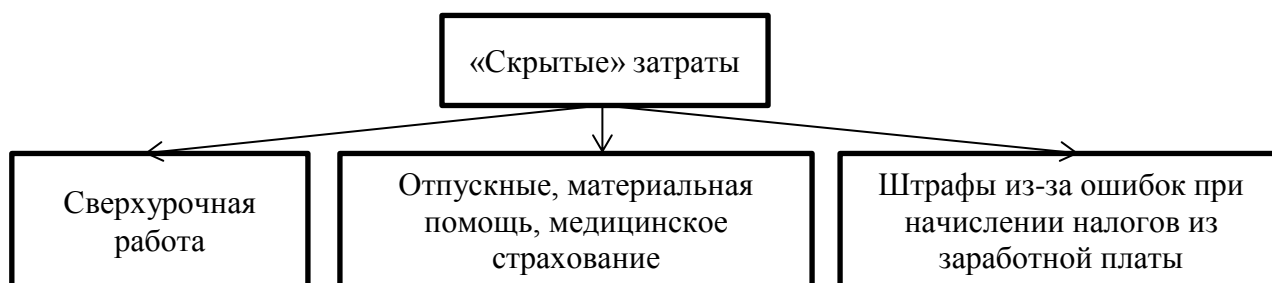 «Скрытые» затраты
Сверхурочная
работа
Отпускные, материальная
помощь, медицинское
страхование
Штрафы из-за ошибок при
начислении налогов из
заработной платы